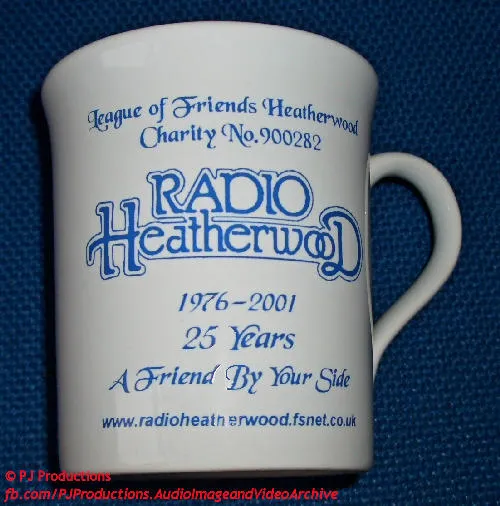 League of Friends Heatherwood
Charity No.900282
RADIO
HeatherwooD
1976-2001
25 Years
A Friend By Your Side
www.radioheatherwood.fsnet.co.uk
© PJ Productions
fb.com/PJProductions.AudioImageandVideoArchive